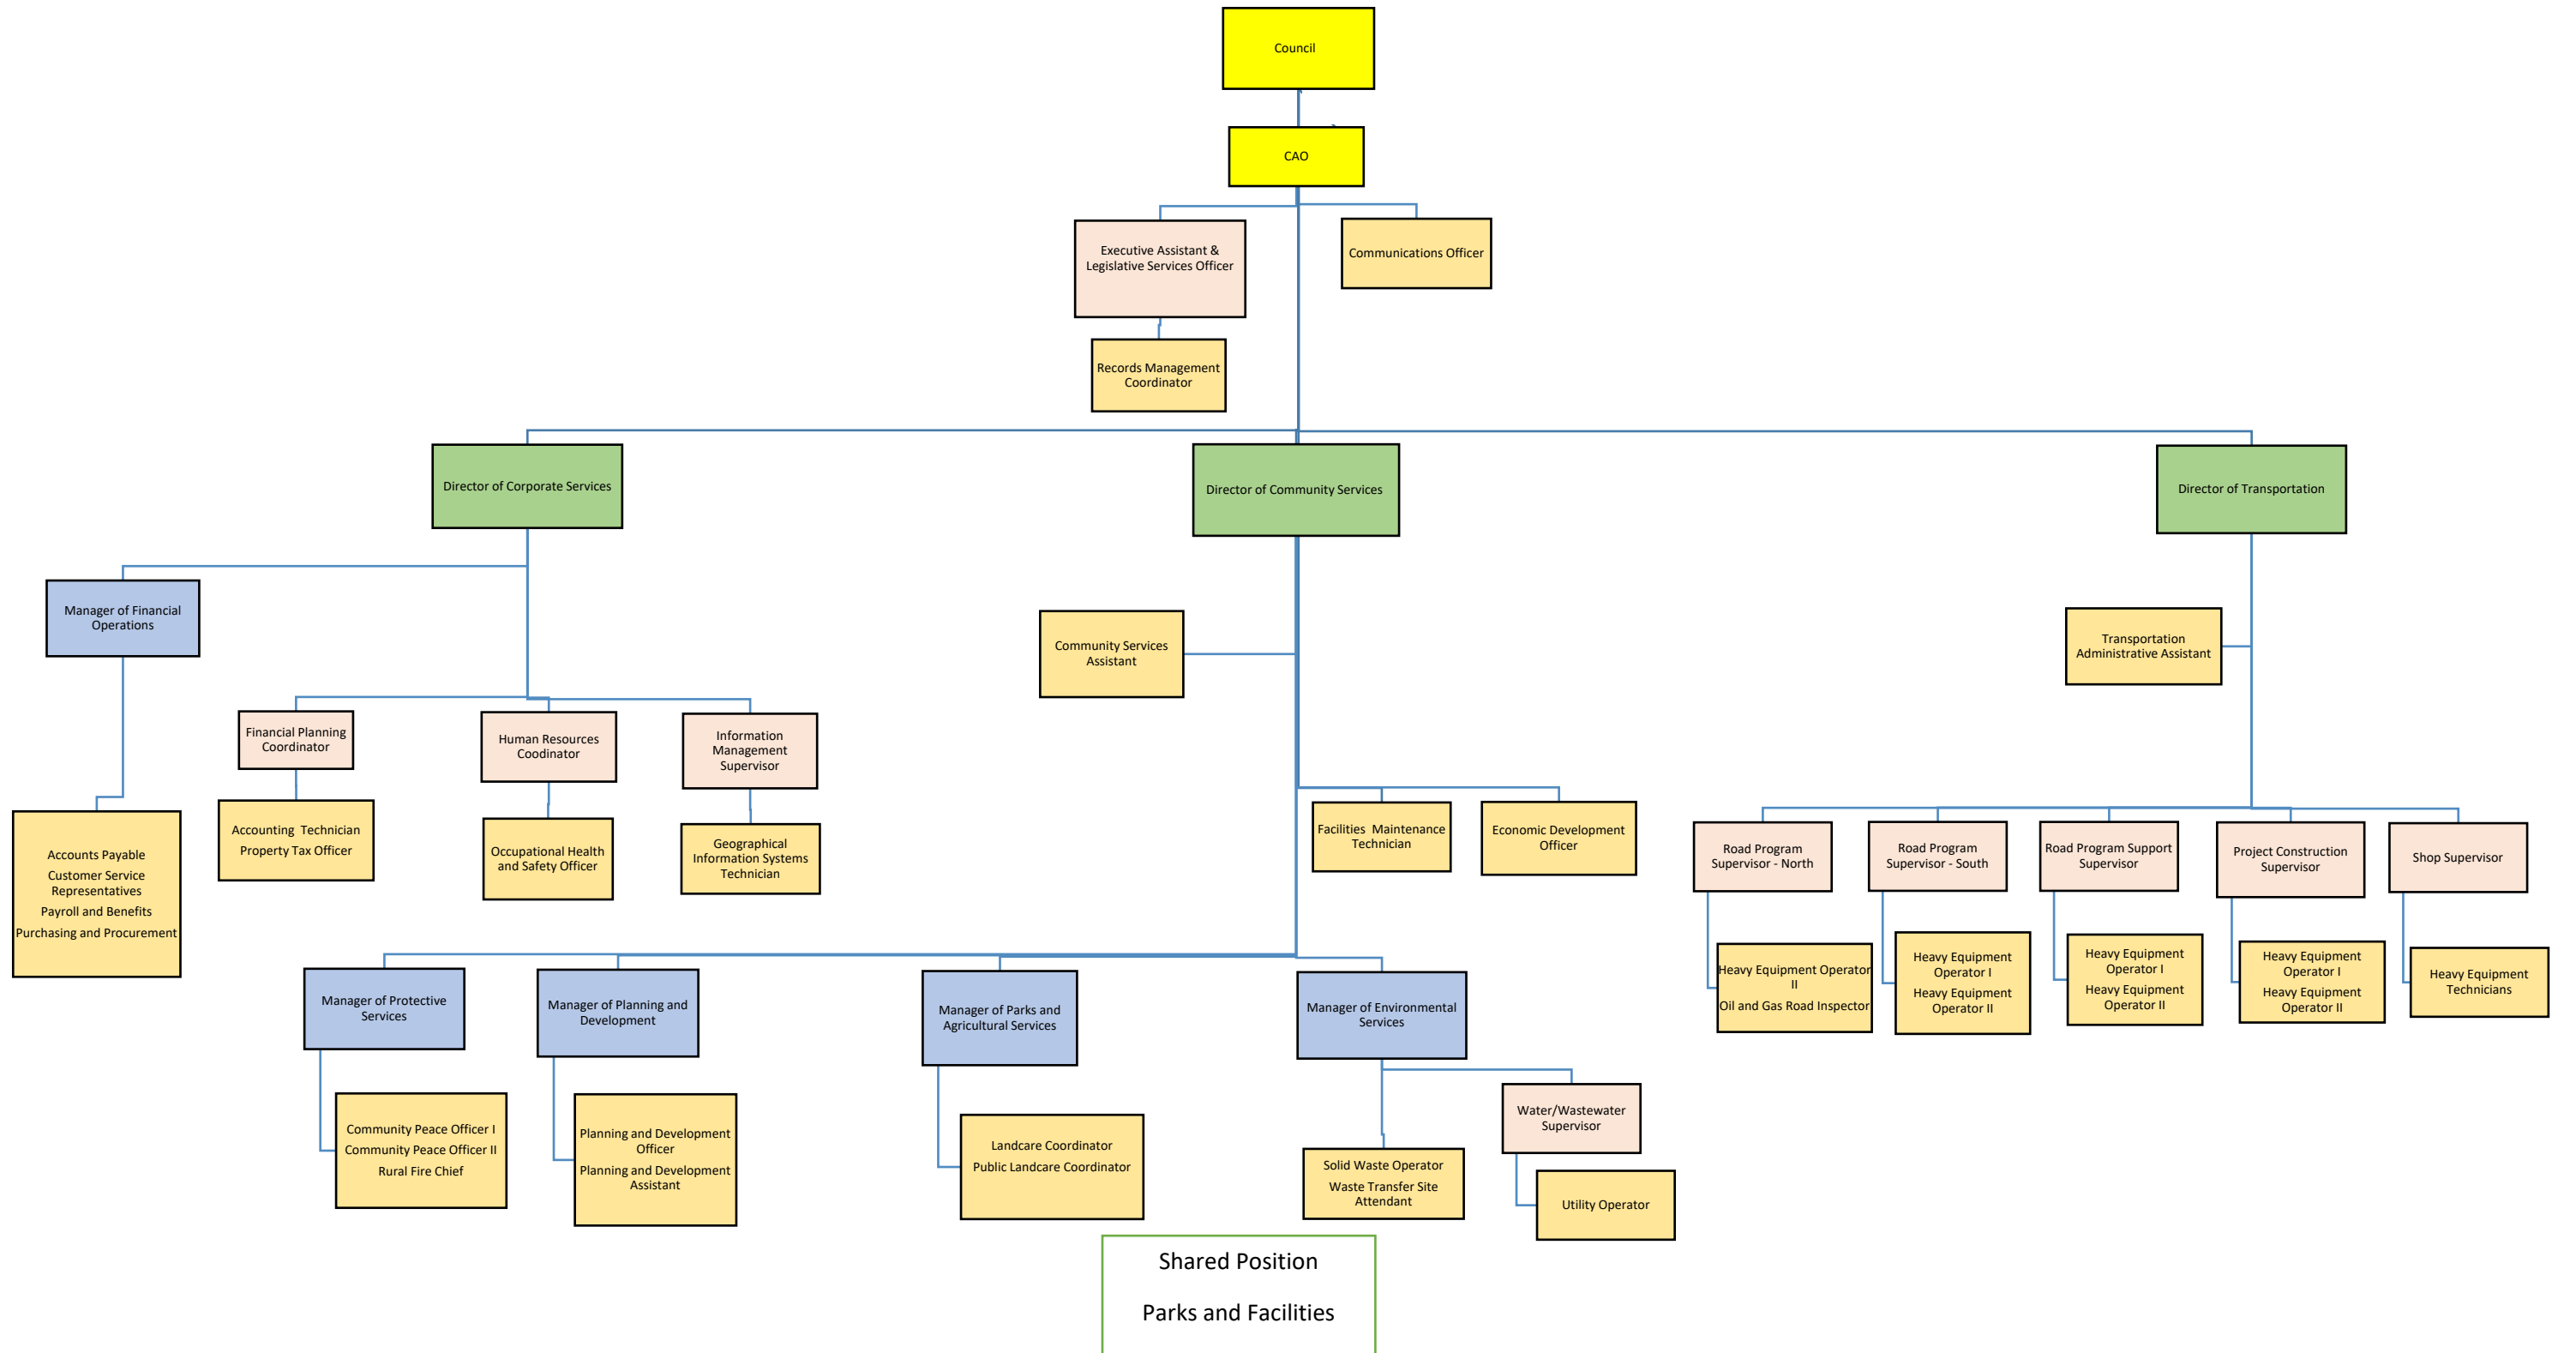 Council
CAO
Executive Assistant &
Legislative Services Officer
Communications Officer
Records Management
Coordinator
Director of Corporate Services
Director of Community Services
Director of Transportation
Manager of Financial
Operations
Community Services
Assistant
Transportation
Administrative Assistant
Financial Planning
Coordinator
Human Resources
Coodinator
Information
Management
Supervisor
Accounts Payable
Customer Service
Representatives
Payroll and Benefits
Purchasing and Procurement
Accounting  Technician
Property Tax Officer
Occupational Health
and Safety Officer
Geographical
Information Systems
Technician
Facilities  Maintenance
Technician
Economic Development
Officer
Road Program
Supervisor - North
Road Program
Supervisor - South
Road Program Support
Supervisor
Project Construction
Supervisor
Shop Supervisor
Heavy Equipment Operator
II
Oil and Gas Road Inspector
Heavy Equipment
Operator I
Heavy Equipment
Operator II
Heavy Equipment
Operator I
Heavy Equipment
Operator II
Heavy Equipment
Operator I
Heavy Equipment
Operator II
Heavy Equipment
Technicians
Manager of Protective
Services
Manager of Planning and
Development
Manager of Parks and
Agricultural Services
Manager of Environmental
Services
Community Peace Officer I
Community Peace Officer II
Rural Fire Chief
Planning and Development
Officer
Planning and Development
Assistant
Landcare Coordinator
Public Landcare Coordinator
Solid Waste Operator
Waste Transfer Site
Attendant
Water/Wastewater
Supervisor
Utility Operator
Shared Position
Parks and Facilities